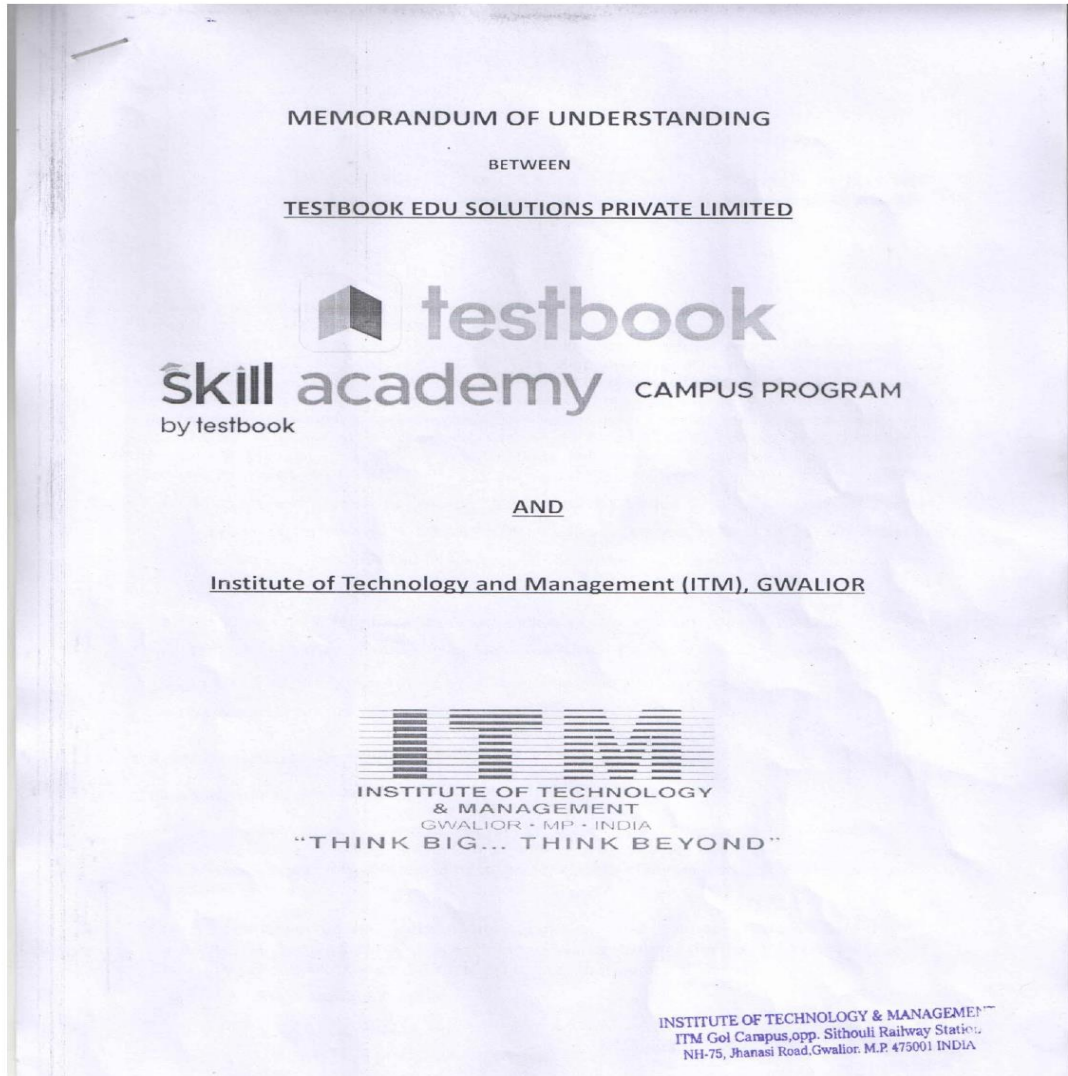 MEMORANDUM OF UNDERSTANDING
BETWEEN
TESTBOOK EDU SOLUTIONS PRIVATE LIMITED
testbook
skill academy CAMPUS PROGRAM
by testbook
AND
Institute of Technology and Management (ITM), GWALIOR
ITM
INSTITUTE OF TECHNOLOGY
& MANAGEMENT
GWALIOR • MP • INDIA
"THINK BIG... THINK BEYOND"
INSTITUTE OF TECHNOLOGY & MANAGEMENT
ITM GoI Campus,opp. Sithouli Railway Station,
NH-75, Jhanasi Road,Gwalior. M.P. 475001 INDIA